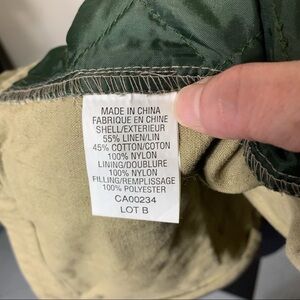 MADE IN CHINA
FABRIQUE EN CHINE
SHELL/EXTERIEUR
55% LINEN/LIN
45% COTTON/COTON
100% NYLON
LINING/DOUBLURE
100% NYLON
FILLING/REMPLISSAGE
100% POLYESTER
CA00234
LOT B